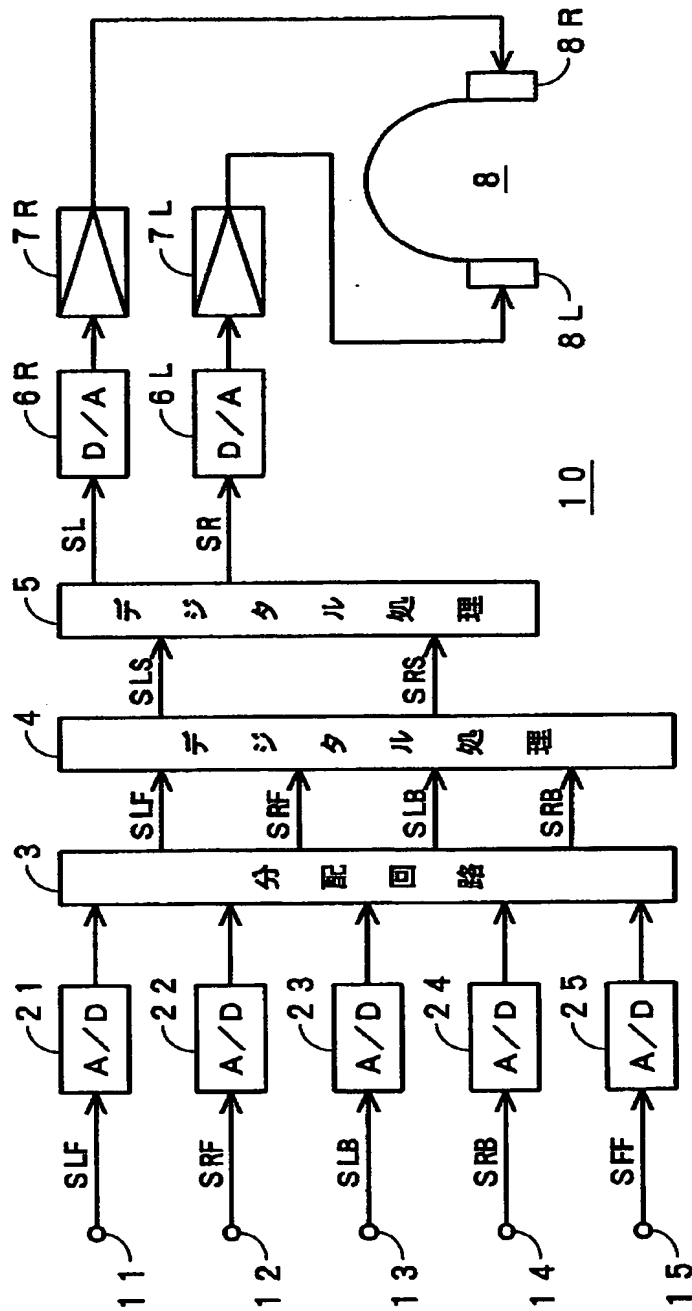 11 SLF 21 A/D
12 SRF 22 A/D
13 SLB 23 A/D
14 SRB 24 A/D
15 SFF 25 A/D
3 分配回路
SLF
SRF
SLB
SRB
4 デジタル処理
SLS
SRS
5 デジタル処理
SL 6R D/A 7R
SR 6L D/A 7L
8L 8 8R
10